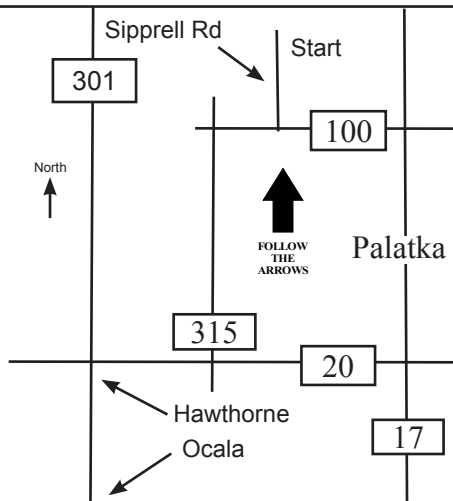 Sipprell Rd
Start
301
100
North
FOLLOW
THE
ARROWS
Palatka
315
20
Hawthorne
17
Ocala